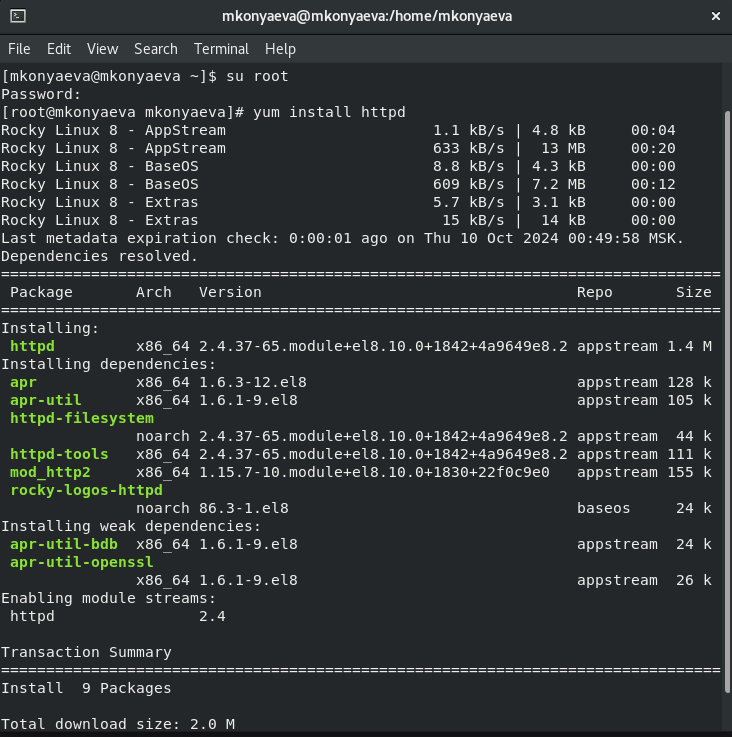 mkonyaeva@mkonyaeva:/home/mkonyaeva
File Edit View Search Terminal Help
[mkonyaeva@mkonyaeva ~]$ su root
Password:
[root@mkonyaeva mkonyaeva]# yum install httpd
Rocky Linux 8 - AppStream                       1.1 kB/s | 4.8 kB     00:04
Rocky Linux 8 - AppStream                       633 kB/s |  13 MB     00:20
Rocky Linux 8 - BaseOS                          8.8 kB/s | 4.3 kB     00:00
Rocky Linux 8 - BaseOS                          609 kB/s | 7.2 MB     00:12
Rocky Linux 8 - Extras                          5.7 kB/s | 3.1 kB     00:00
Rocky Linux 8 - Extras                           15 kB/s |  14 kB     00:00
Last metadata expiration check: 0:00:01 ago on Thu 10 Oct 2024 00:49:58 MSK.
Dependencies resolved.
================================================================================
 Package       Arch   Version                                   Repo       Size
================================================================================
Installing:
 httpd         x86_64 2.4.37-65.module+el8.10.0+1842+4a9649e8.2 appstream 1.4 M
Installing dependencies:
 apr           x86_64 1.6.3-12.el8                              appstream 128 k
 apr-util      x86_64 1.6.1-9.el8                               appstream 105 k
 httpd-filesystem
               noarch 2.4.37-65.module+el8.10.0+1842+4a9649e8.2 appstream  44 k
 httpd-tools   x86_64 2.4.37-65.module+el8.10.0+1842+4a9649e8.2 appstream 111 k
 mod_http2     x86_64 1.15.7-10.module+el8.10.0+1830+22f0c9e0   appstream 155 k
 rocky-logos-httpd
               noarch 86.3-1.el8                                baseos     24 k
Installing weak dependencies:
 apr-util-bdb  x86_64 1.6.1-9.el8                               appstream  24 k
 apr-util-openssl
               x86_64 1.6.1-9.el8                               appstream  26 k
Enabling module streams:
 httpd                2.4

Transaction Summary
================================================================================
Install  9 Packages

Total download size: 2.0 M